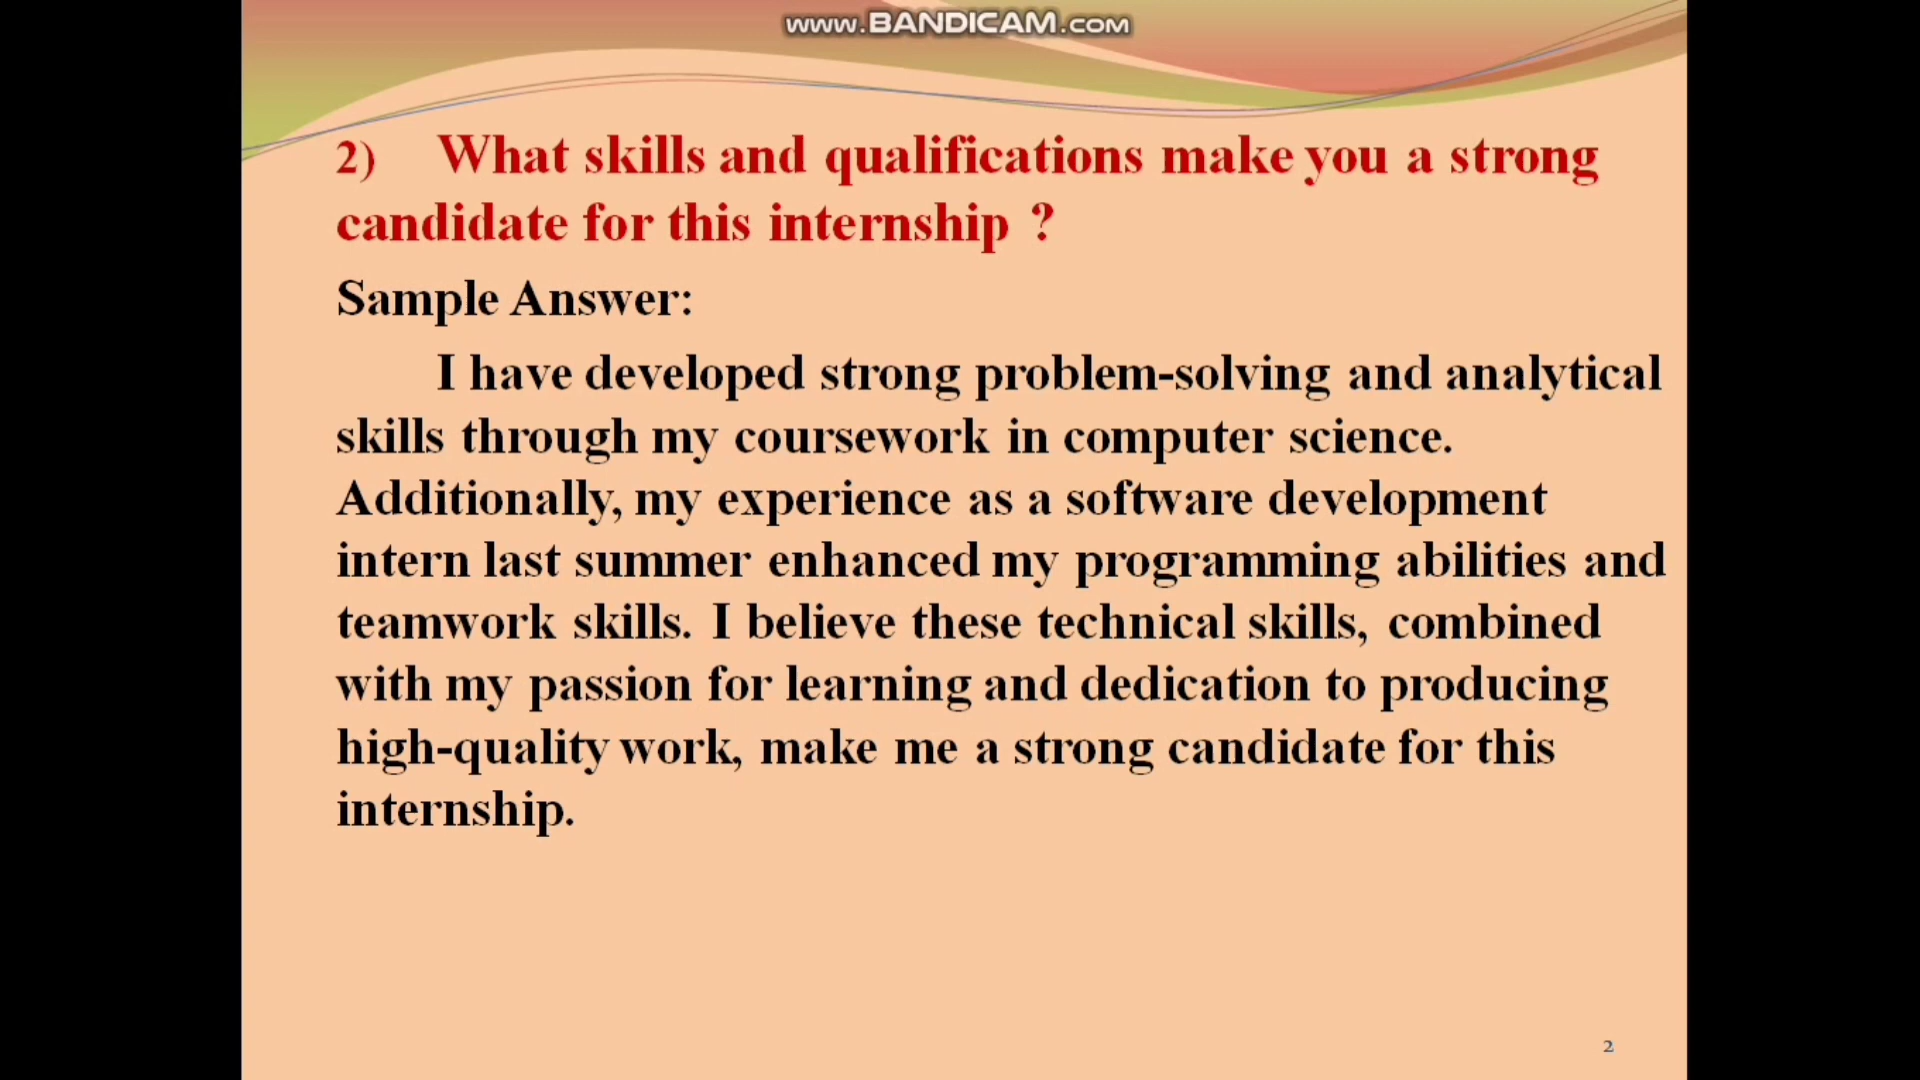 www.BANDICAM.com
2) What skills and qualifications make you a strong
candidate for this internship ?
Sample Answer:
I have developed strong problem-solving and analytical
skills through my coursework in computer science.
Additionally, my experience as a software development
intern last summer enhanced my programming abilities and
teamwork skills. I believe these technical skills, combined
with my passion for learning and dedication to producing
high-quality work, make me a strong candidate for this
internship.
2